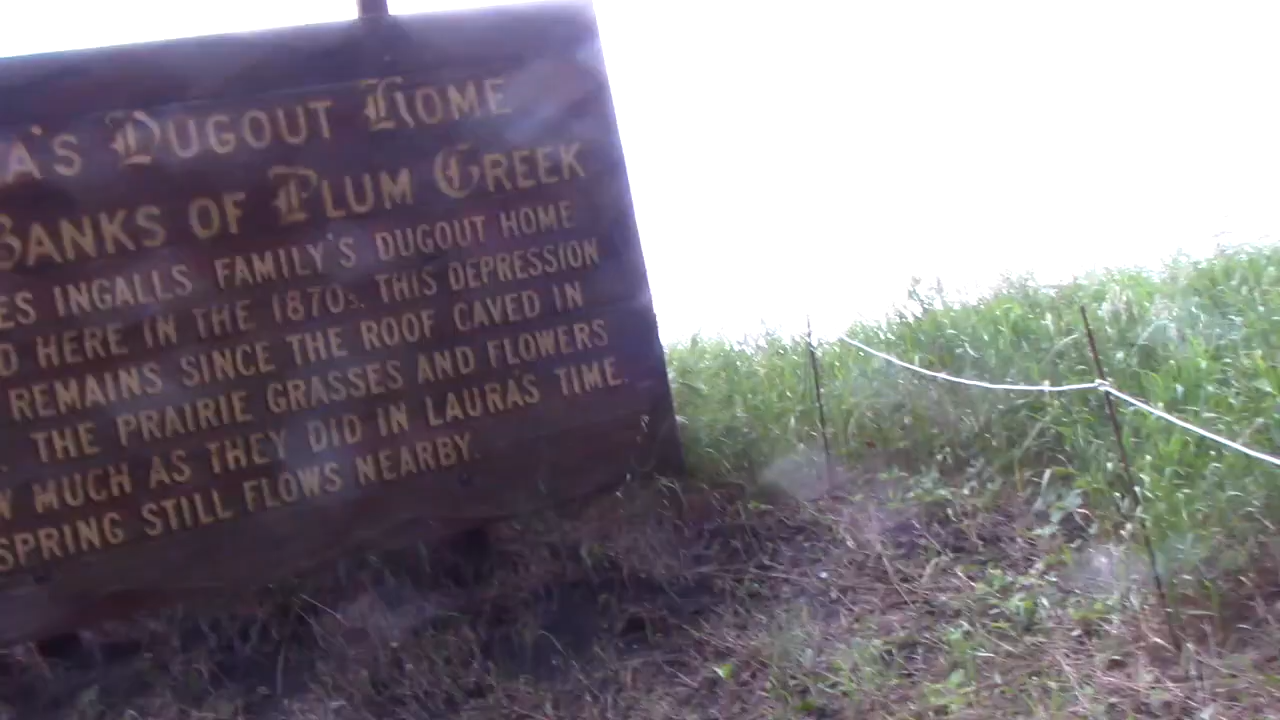 A'S DUGOUT HOME
BANKS OF PLUM CREEK
ES INGALLS FAMILY'S DUGOUT HOME
D HERE IN THE 1870s. THIS DEPRESSION
REMAINS SINCE THE ROOF CAVED IN
. THE PRAIRIE GRASSES AND FLOWERS
W MUCH AS THEY DID IN LAURA'S TIME.
SPRING STILL FLOWS NEARBY.